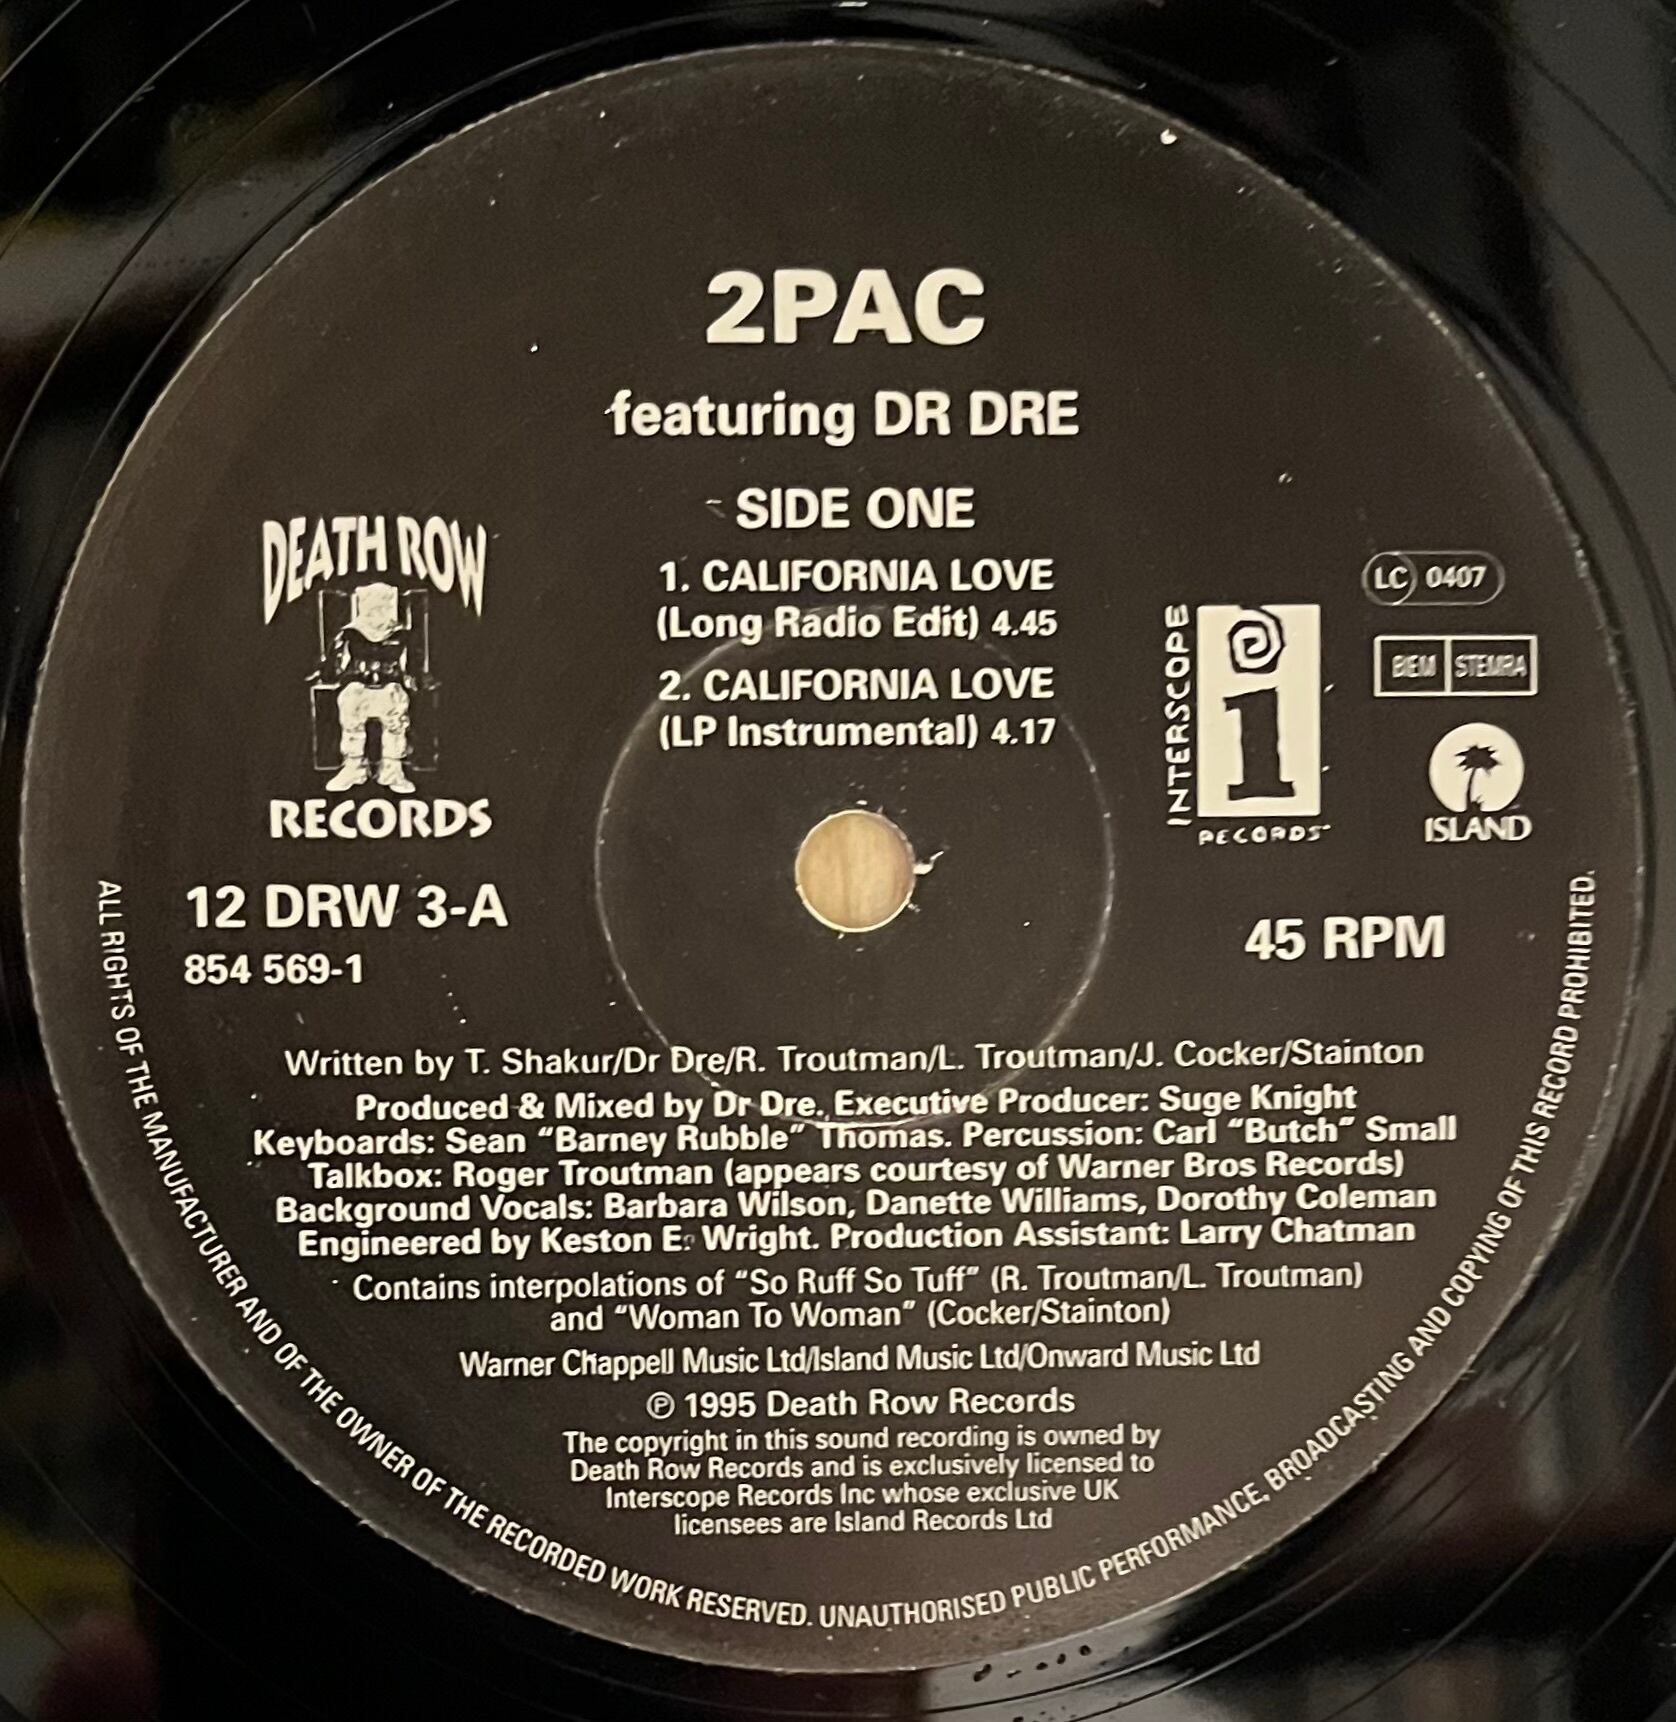 2PAC
featuring DR DRE
SIDE ONE
1. CALIFORNIA LOVE
(Long Radio Edit) 4.45
2. CALIFORNIA LOVE
(LP Instrumental) 4.17
DEATH ROW
RECORDS
INTERSCOPE
i
RECORDS
LC 0407
BIEM STEMRA
ISLAND
12 DRW 3-A
854 569-1
45 RPM
Written by T. Shakur/Dr Dre/R. Troutman/L. Troutman/J. Cocker/Stainton
Produced & Mixed by Dr Dre. Executive Producer: Suge Knight
Keyboards: Sean “Barney Rubble” Thomas. Percussion: Carl “Butch” Small
Talkbox: Roger Troutman (appears courtesy of Warner Bros Records)
Background Vocals: Barbara Wilson, Danette Williams, Dorothy Coleman
Engineered by Keston E. Wright. Production Assistant: Larry Chatman
Contains interpolations of “So Ruff So Tuff” (R. Troutman/L. Troutman)
and “Woman To Woman” (Cocker/Stainton)
Warner Chappell Music Ltd/Island Music Ltd/Onward Music Ltd
℗ 1995 Death Row Records
The copyright in this sound recording is owned by
Death Row Records and is exclusively licensed to
Interscope Records Inc whose exclusive UK
licensees are Island Records Ltd
ALL RIGHTS OF THE MANUFACTURER AND OF THE OWNER OF THE RECORDED WORK RESERVED. UNAUTHORISED PUBLIC PERFORMANCE, BROADCASTING AND COPYING OF THIS RECORD PROHIBITED.